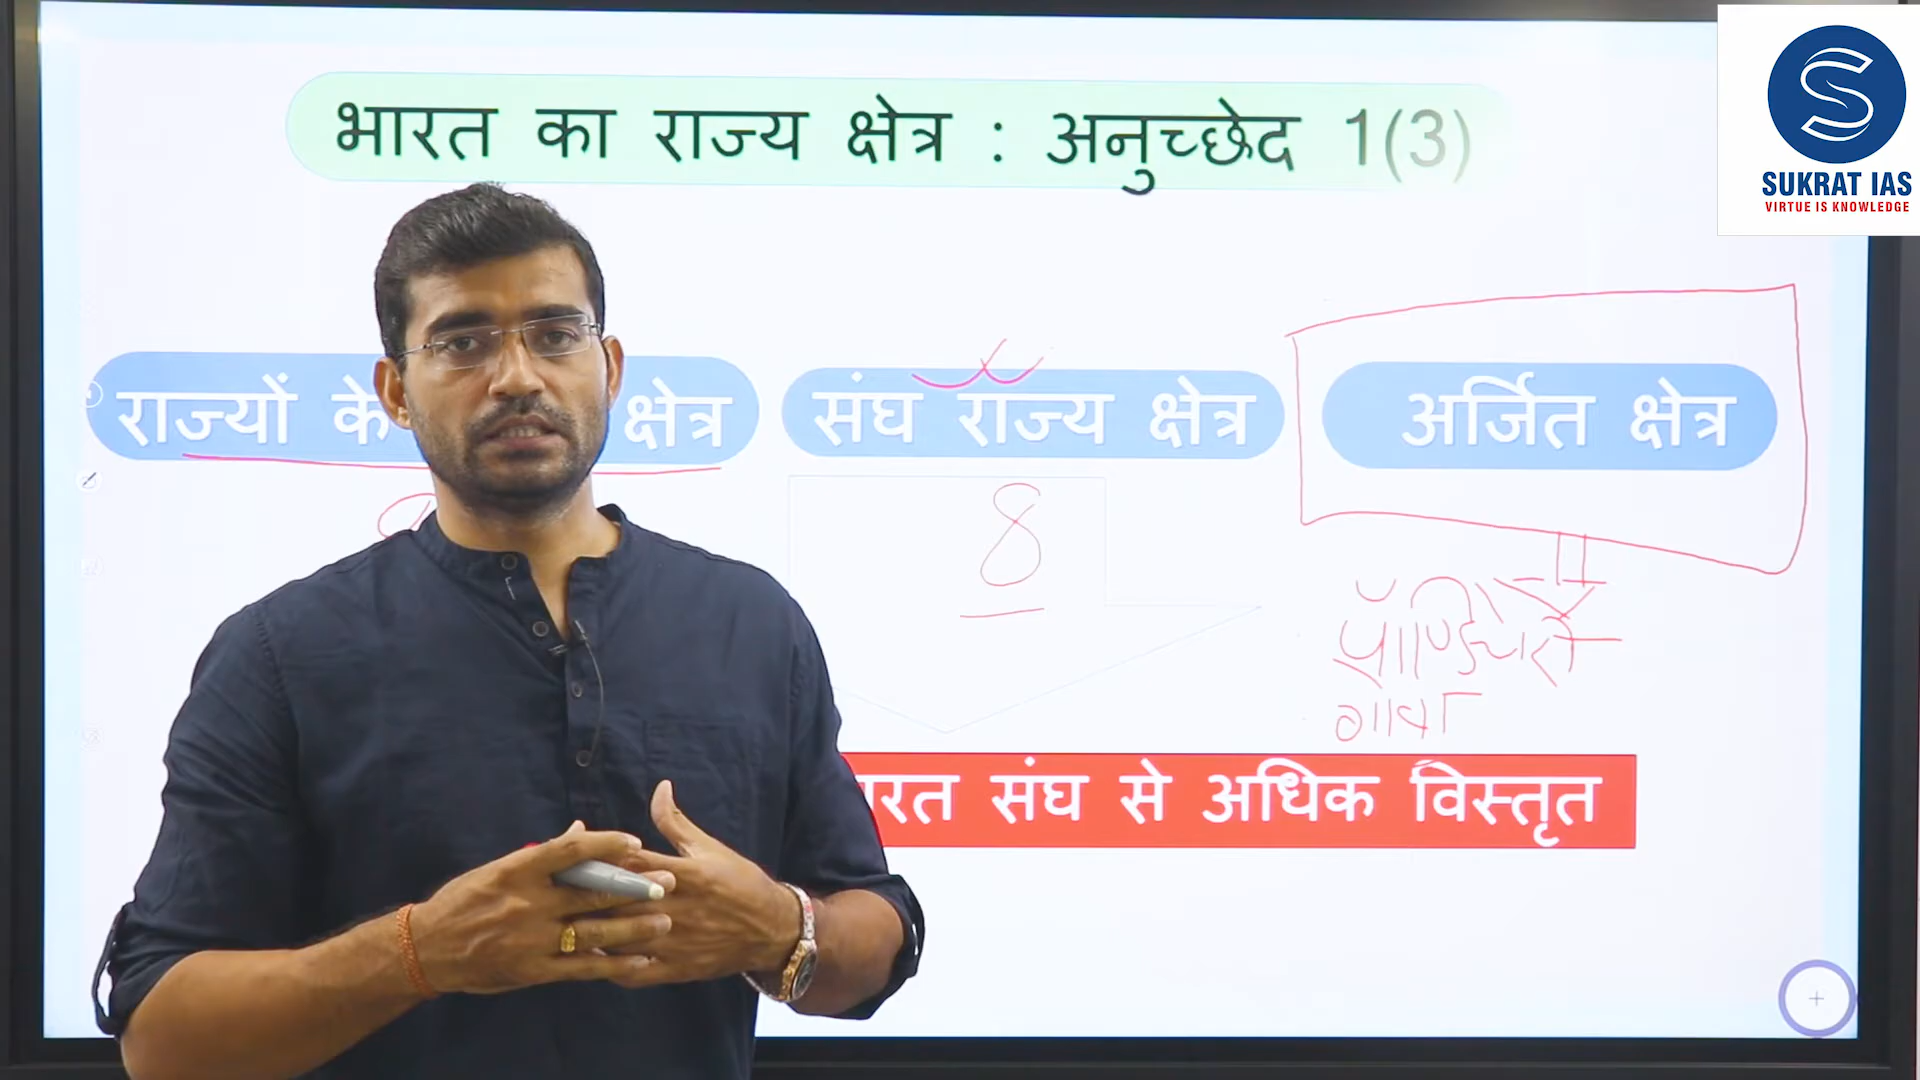 भारत का राज्य क्षेत्र : अनुच्छेद 1(3)
SUKRAT IAS
VIRTUE IS KNOWLEDGE
राज्यों के क्षेत्र
संघ राज्य क्षेत्र
अर्जित क्षेत्र
8
पॉण्डिचेरी
गोवा
संघ से अधिक विस्तृत